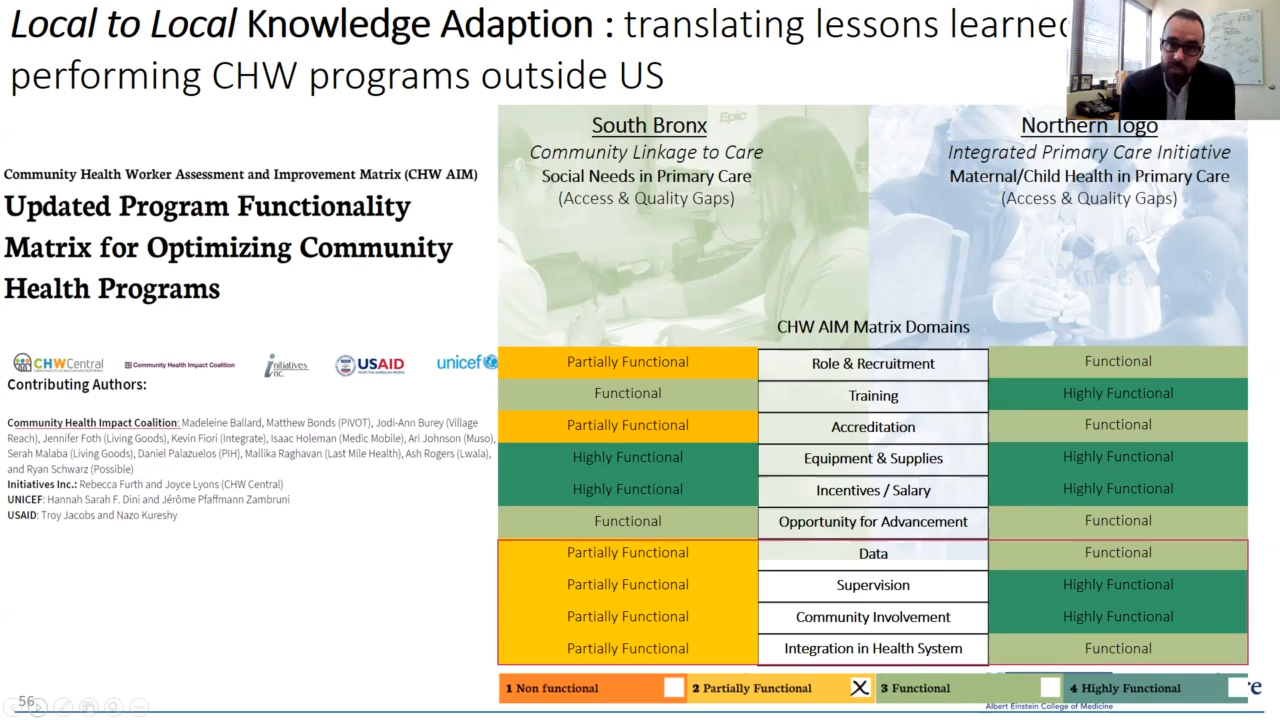 Local to Local Knowledge Adaption : translating lessons learned
performing CHW programs outside US
Community Health Worker Assessment and Improvement Matrix (CHW AIM)
Updated Program Functionality
Matrix for Optimizing Community
Health Programs
CHWCentral
Community Health Impact Coalition
initiatives inc.
USAID
FROM THE AMERICAN PEOPLE
unicef
Contributing Authors:
Community Health Impact Coalition: Madeleine Ballard, Matthew Bonds (PIVOT), Jodi-Ann Burey (Village
Reach), Jennifer Foth (Living Goods), Kevin Fiori (Integrate), Isaac Holeman (Medic Mobile), Ari Johnson (Muso),
Serah Malaba (Living Goods), Daniel Palazuelos (PIH), Mallika Raghavan (Last Mile Health), Ash Rogers (Lwala),
and Ryan Schwarz (Possible)
Initiatives Inc.: Rebecca Furth and Joyce Lyons (CHW Central)
UNICEF: Hannah Sarah F. Dini and Jérôme Pfaffmann Zambruni
USAID: Troy Jacobs and Nazo Kureshy
South Bronx
Community Linkage to Care
Social Needs in Primary Care
(Access & Quality Gaps)
Epic
Northern Togo
Integrated Primary Care Initiative
Maternal/Child Health in Primary Care
(Access & Quality Gaps)
CHW AIM Matrix Domains
Partially Functional Role & Recruitment Functional
Functional Training Highly Functional
Partially Functional Accreditation Functional
Highly Functional Equipment & Supplies Highly Functional
Highly Functional Incentives / Salary Highly Functional
Functional Opportunity for Advancement Functional
Partially Functional Data Functional
Partially Functional Supervision Highly Functional
Partially Functional Community Involvement Highly Functional
Partially Functional Integration in Health System Functional
1 Non functional 2 Partially Functional X 3 Functional 4 Highly Functional
Albert Einstein College of Medicine
56